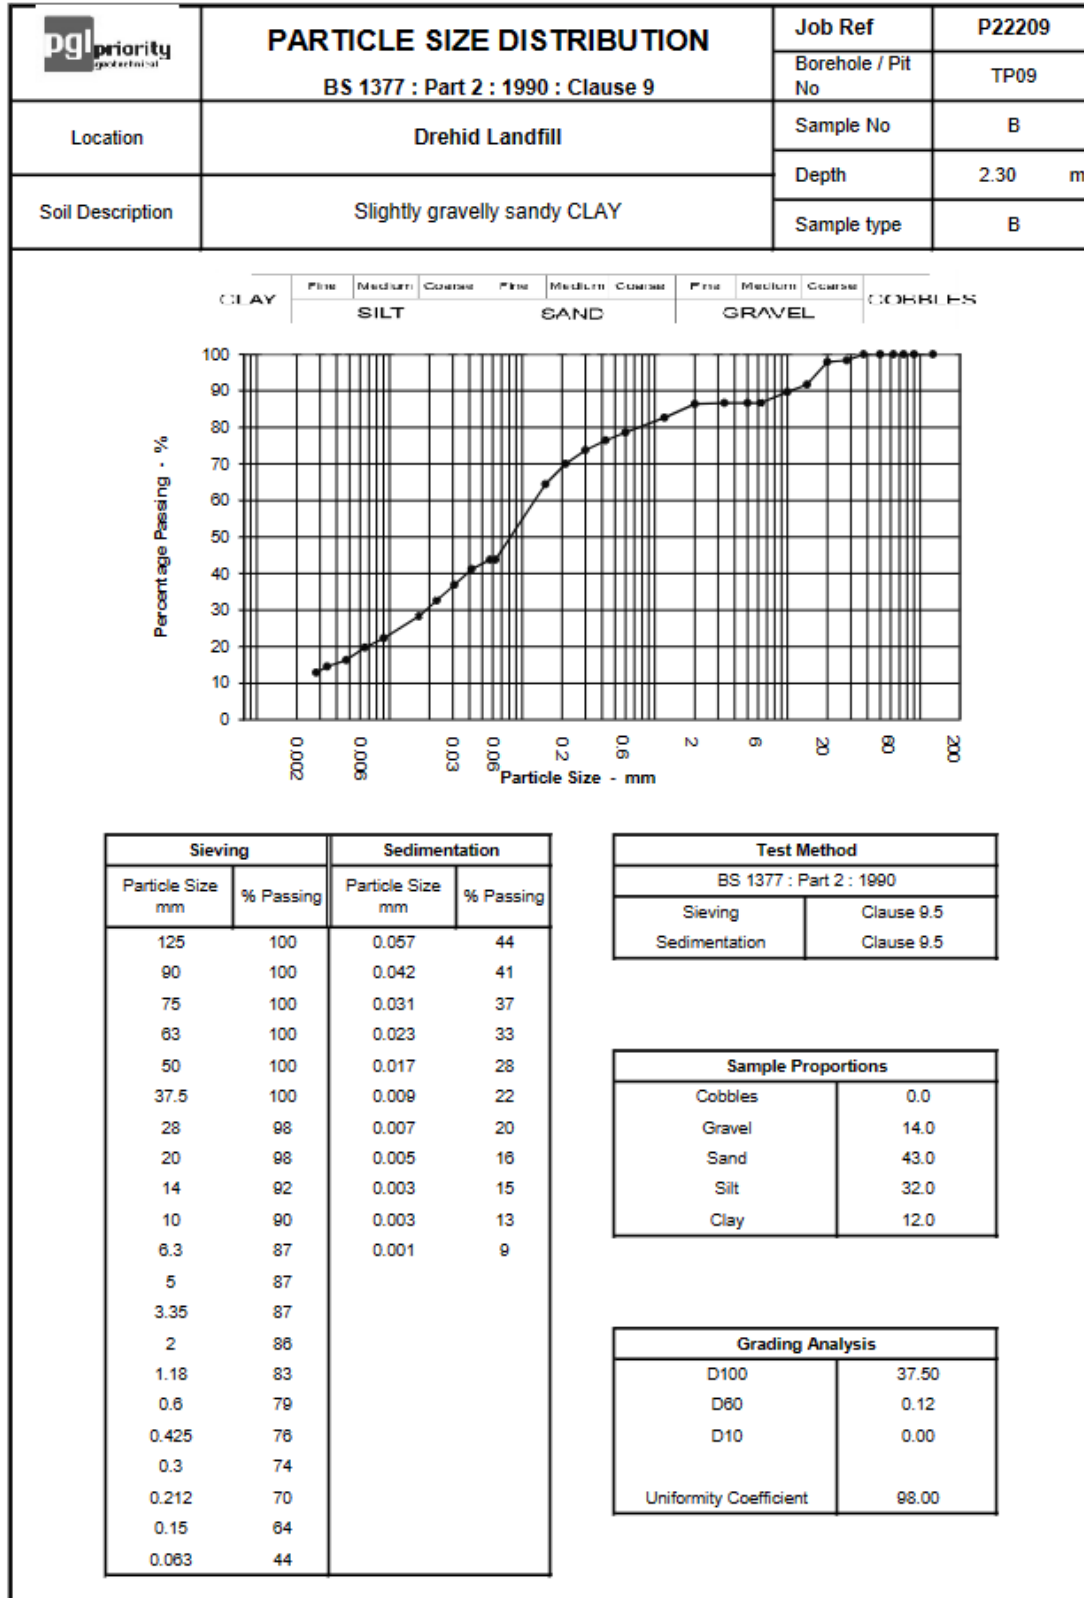 pgl priority
geotechnical
PARTICLE SIZE DISTRIBUTION
BS 1377 : Part 2 : 1990 : Clause 9
Job Ref P22209
Borehole / Pit No TP09
Location Drehid Landfill
Sample No B
Depth 2.30 m
Soil Description Slightly gravelly sandy CLAY
Sample type B
CLAY Fine Medium Coarse Fine Medium Coarse Fine Medium Coarse COBBLES
SILT SAND GRAVEL
Percentage Passing - %
100
90
80
70
60
50
40
30
20
10
0
0.002 0.006 0.03 0.06 0.2 0.6 2 6 20 60 200
Particle Size - mm
Sieving Sedimentation
Particle Size mm % Passing Particle Size mm % Passing
125 100 0.057 44
90 100 0.042 41
75 100 0.031 37
63 100 0.023 33
50 100 0.017 28
37.5 100 0.009 22
28 98 0.007 20
20 98 0.005 16
14 92 0.003 15
10 90 0.003 13
6.3 87 0.001 9
5 87
3.35 87
2 86
1.18 83
0.6 79
0.425 76
0.3 74
0.212 70
0.15 64
0.063 44
Test Method
BS 1377 : Part 2 : 1990
Sieving Clause 9.5
Sedimentation Clause 9.5
Sample Proportions
Cobbles 0.0
Gravel 14.0
Sand 43.0
Silt 32.0
Clay 12.0
Grading Analysis
D100 37.50
D60 0.12
D10 0.00
Uniformity Coefficient 98.00